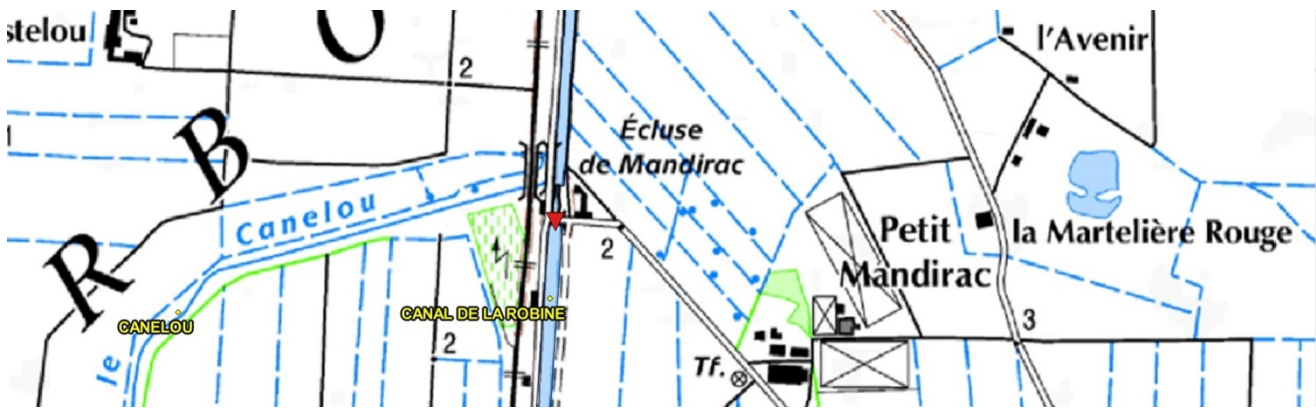 stelou
O
l'Avenir
2
Écluse
de Mandirac
B
Canelou
R
2
Petit
Mandirac
la Martelière Rouge
CANELOU
CANAL DE LA ROBINE
2
3
le
Tf.